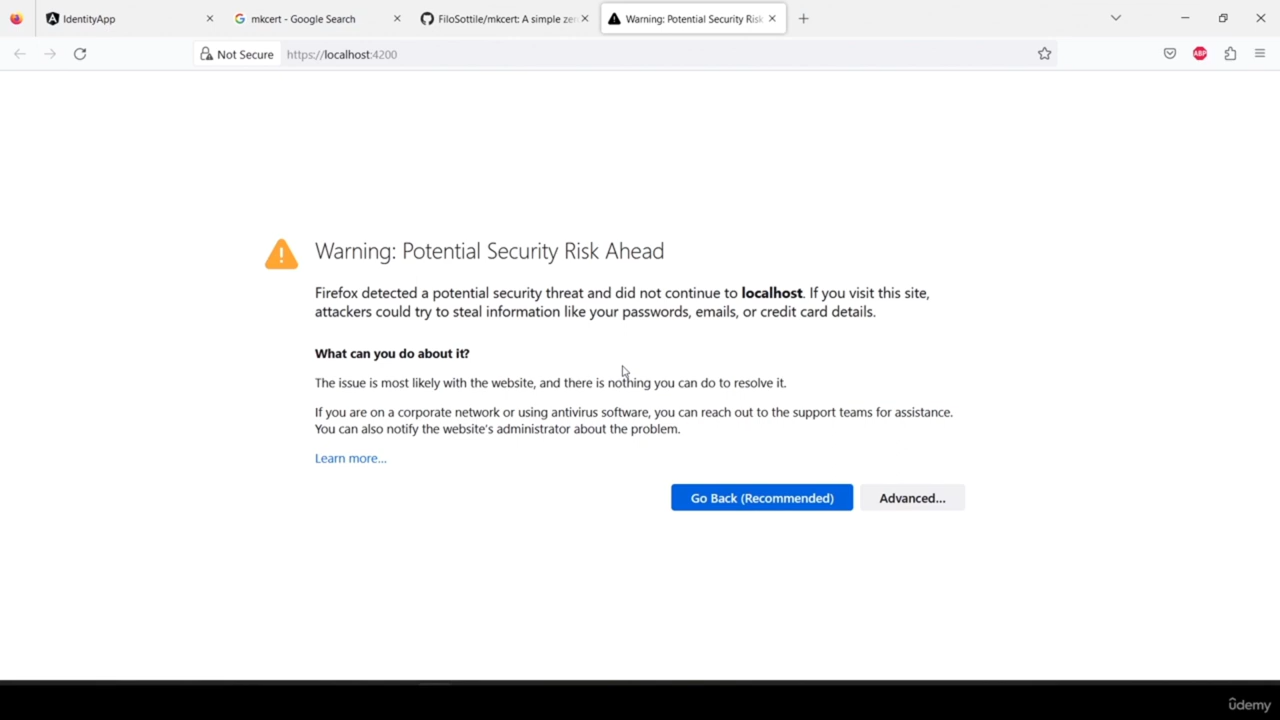 IdentityApp
mkcert - Google Search
FiloSottile/mkcert: A simple zer
Warning: Potential Security Risk
Not Secure
https://localhost:4200
ABP
Warning: Potential Security Risk Ahead
Firefox detected a potential security threat and did not continue to localhost. If you visit this site,
attackers could try to steal information like your passwords, emails, or credit card details.
What can you do about it?
The issue is most likely with the website, and there is nothing you can do to resolve it.
If you are on a corporate network or using antivirus software, you can reach out to the support teams for assistance.
You can also notify the website's administrator about the problem.
Learn more...
Go Back (Recommended)
Advanced...
ûdemy